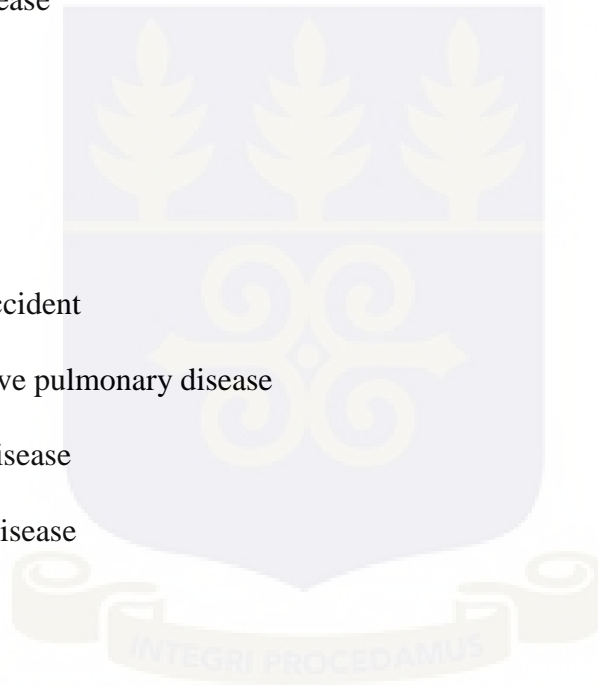 ease
ccident
ve pulmonary disease
isease
isease
INTEGRI PROCEDAMUS